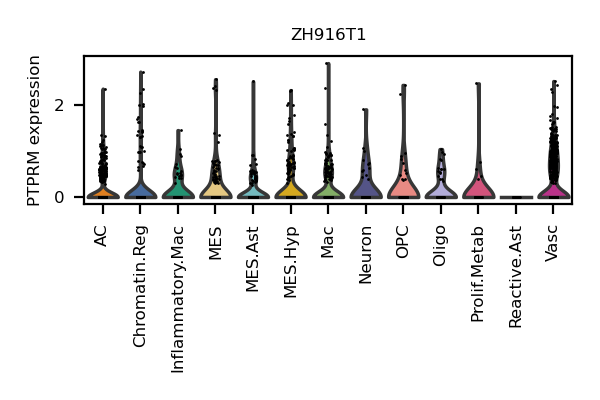 ZH916T1
PTPRM expression
2
0
AC
Chromatin.Reg
Inflammatory.Mac
MES
MES.Ast
MES.Hyp
Mac
Neuron
OPC
Oligo
Prolif.Metab
Reactive.Ast
Vasc